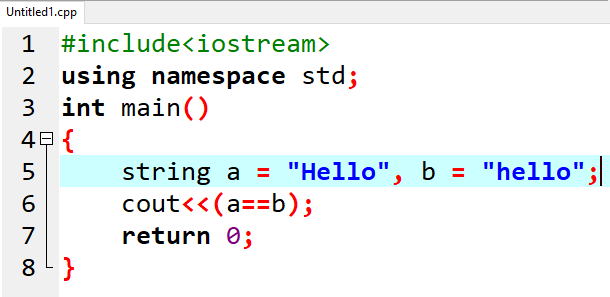 Untitled1.cpp
1 #include<iostream>
2 using namespace std;
3 int main()
4 {
5 string a = "Hello", b = "hello";
6 cout<<(a==b);
7 return 0;
8 }